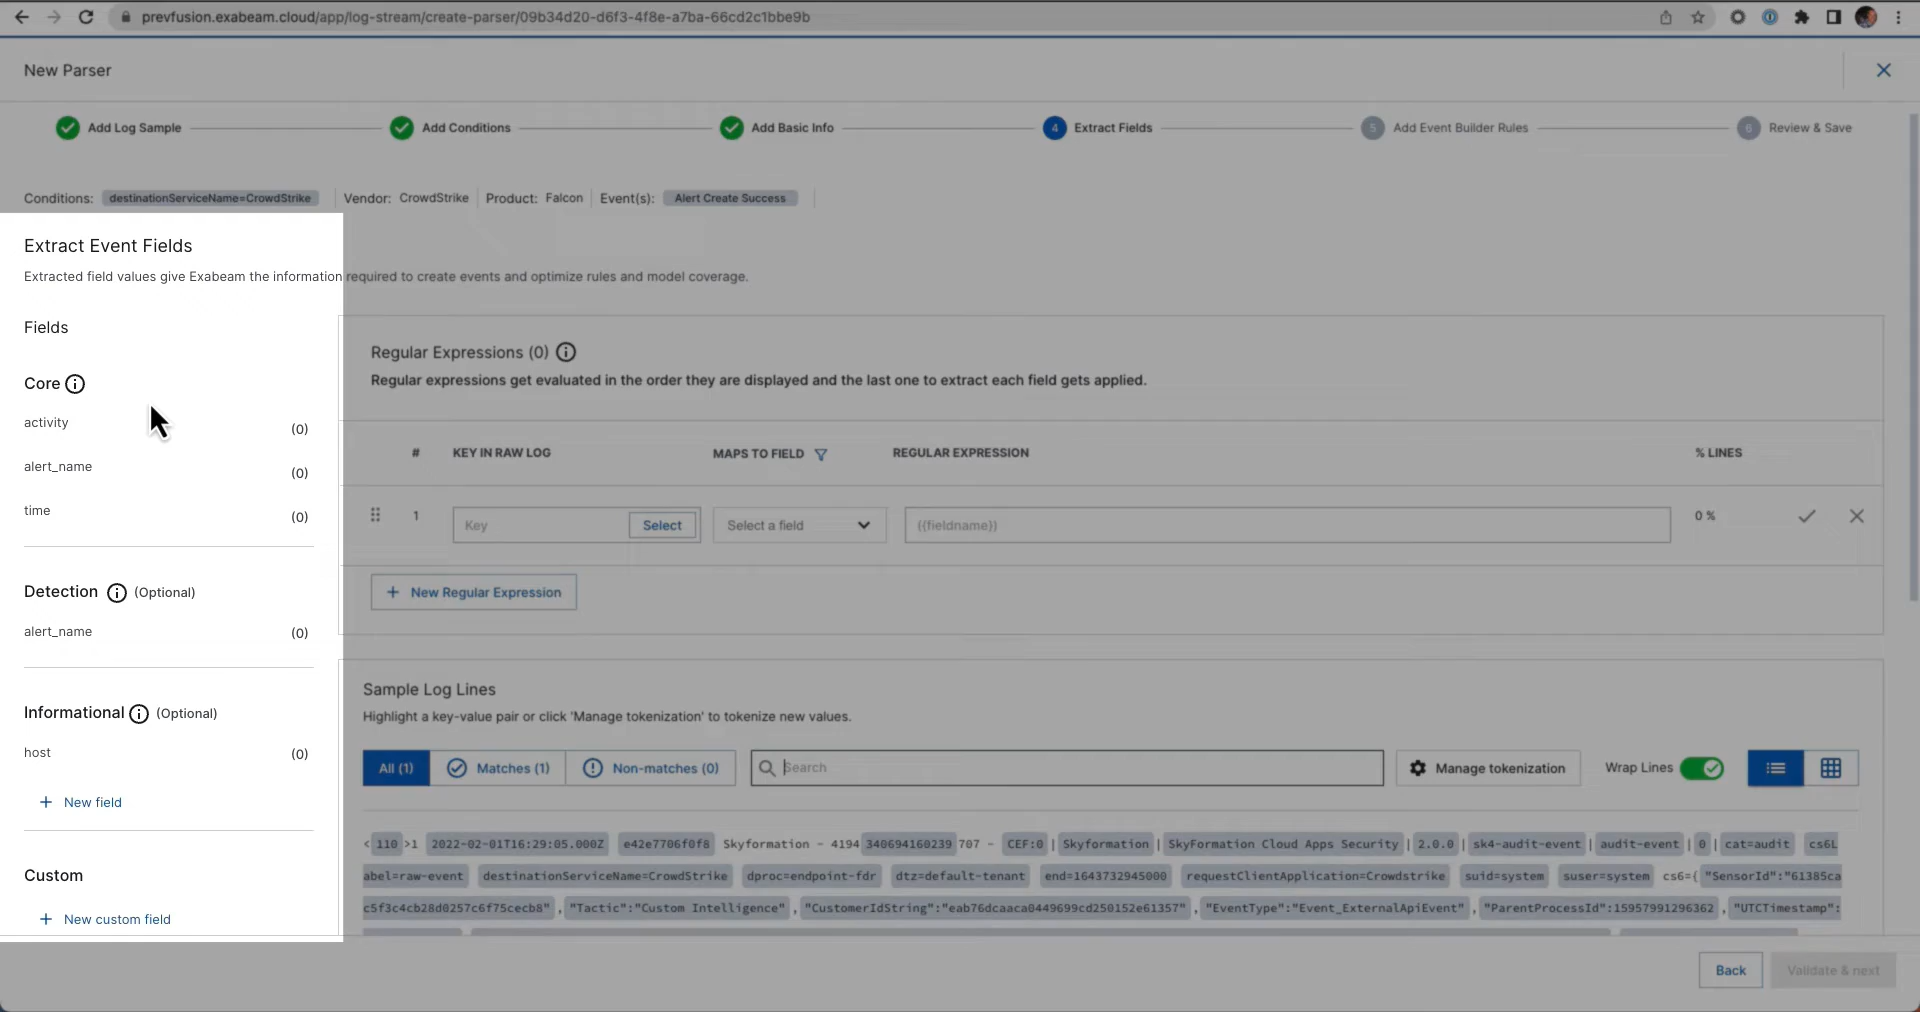 prevfusion.exabeam.cloud/app/log-stream/create-parser/09b34d20-d6f3-4f8e-a7ba-66cd2c1bbe9b
New Parser
Add Log Sample
Add Conditions
Add Basic Info
4 Extract Fields
5 Add Event Builder Rules
6 Review & Save
Conditions: destinationServiceName=CrowdStrike Vendor: CrowdStrike Product: Falcon Event(s): Alert Create Success
Extract Event Fields
Extracted field values give Exabeam the information required to create events and optimize rules and model coverage.
Fields
Core
activity (0)
alert_name (0)
time (0)
Detection (Optional)
alert_name (0)
Informational (Optional)
host (0)
+ New field
Custom
+ New custom field
Regular Expressions (0)
Regular expressions get evaluated in the order they are displayed and the last one to extract each field gets applied.
# KEY IN RAW LOG MAPS TO FIELD REGULAR EXPRESSION % LINES
1 Key Select Select a field ({fieldname}) 0 %
+ New Regular Expression
Sample Log Lines
Highlight a key-value pair or click 'Manage tokenization' to tokenize new values.
All (1) Matches (1) Non-matches (0) Search Manage tokenization Wrap Lines
< 110 >1 2022-02-01T16:29:05.000Z e42e7706f0f8 Skyformation - 4194 340694160239 707 - CEF:0 | Skyformation | SkyFormation Cloud Apps Security | 2.0.0 | sk4-audit-event | audit-event | 0 | cat=audit cs6L
abel=raw-event destinationServiceName=CrowdStrike dproc=endpoint-fdr dtz=default-tenant end=1643732945000 requestClientApplication=Crowdstrike suid=system suser=system cs6={ "SensorId":"61385ca
c5f3c4cb28d0257c6f75cecb8" , "Tactic":"Custom Intelligence" , "CustomerIdString":"eab76dcaaca0449699cd250152e61357" , "EventType":"Event_ExternalApiEvent" , "ParentProcessId":15957991296362 , "UTCTimestamp":
Back
Validate & next